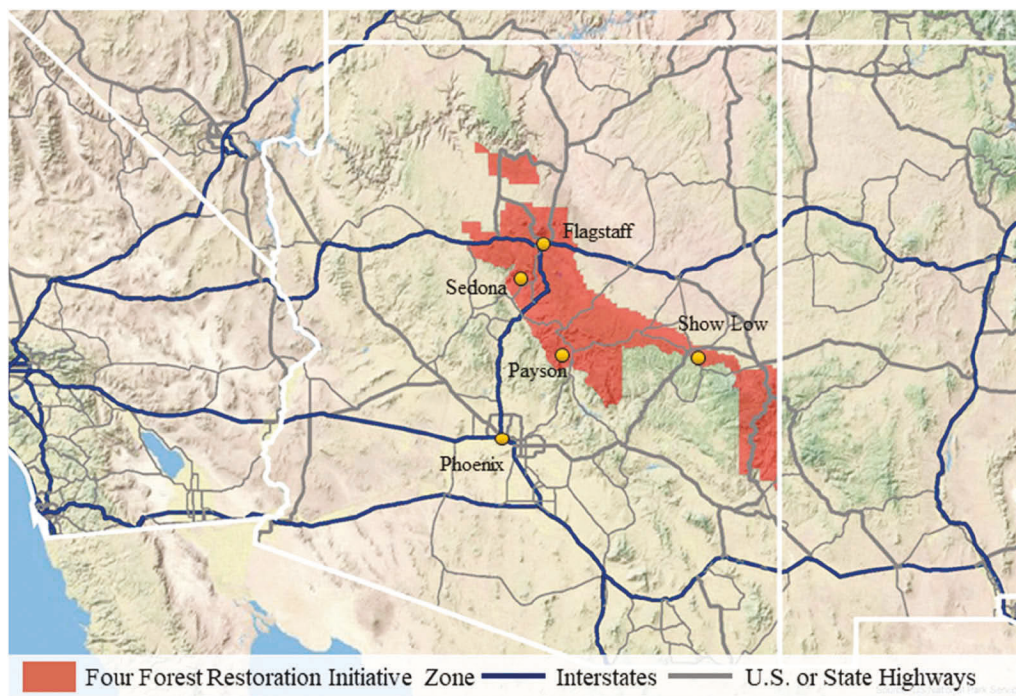 Flagstaff
Sedona
Show Low
Payson
Phoenix
Four Forest Restoration Initiative Zone Interstates U.S. or State Highways